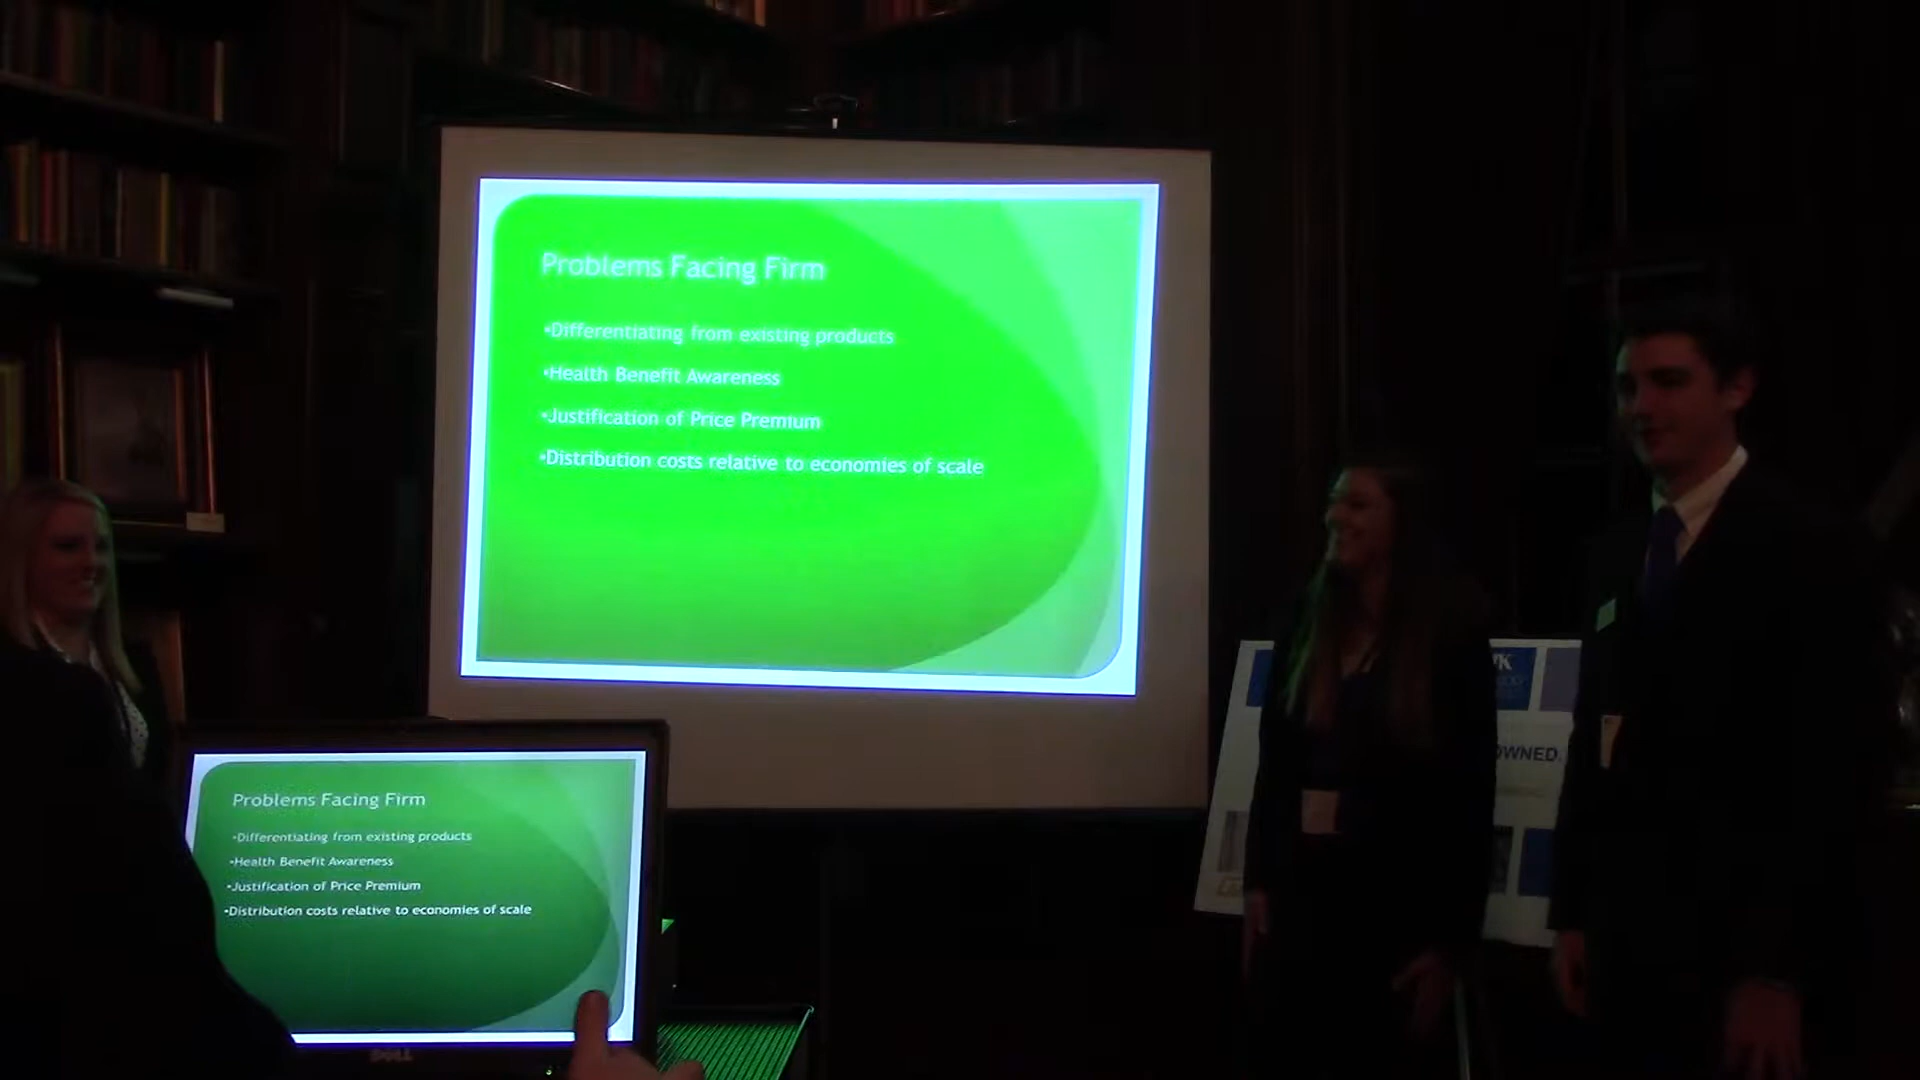 Problems Facing Firm
•Differentiating from existing products
•Health Benefit Awareness
•Justification of Price Premium
•Distribution costs relative to economies of scale
Problems Facing Firm
•Differentiating from existing products
•Health Benefit Awareness
•Justification of Price Premium
•Distribution costs relative to economies of scale
DELL
OWNED.